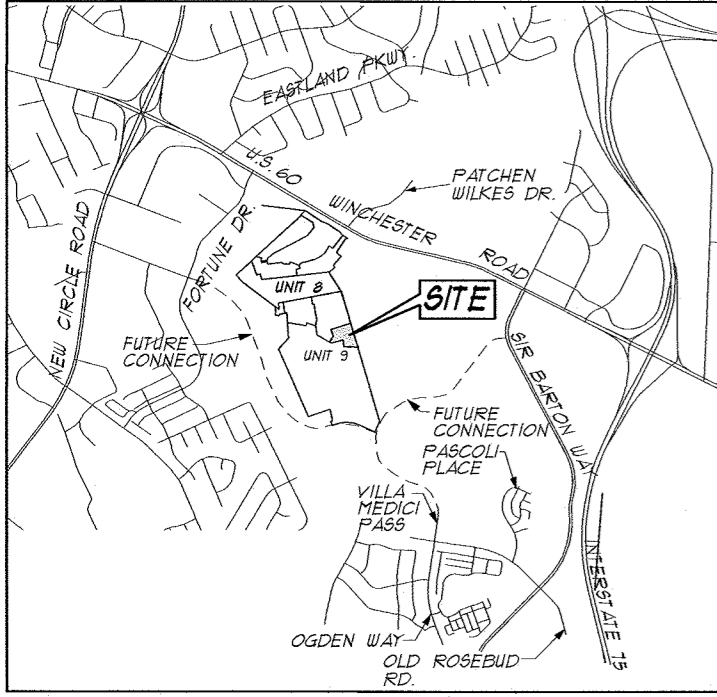 EASTLAND PKWY.
U.S. 60
PATCHEN
WILKES DR.
WINCHESTER
ROAD
NEW CIRCLE ROAD
FORTUNE DR.
UNIT 8
SITE
FUTURE
CONNECTION
UNIT 9
SIR BARTON WAY
FUTURE
CONNECTION
PASCOLI
PLACE
VILLA
MEDICI
PASS
INTERSTATE 75
OGDEN WAY
OLD ROSEBUD
RD.